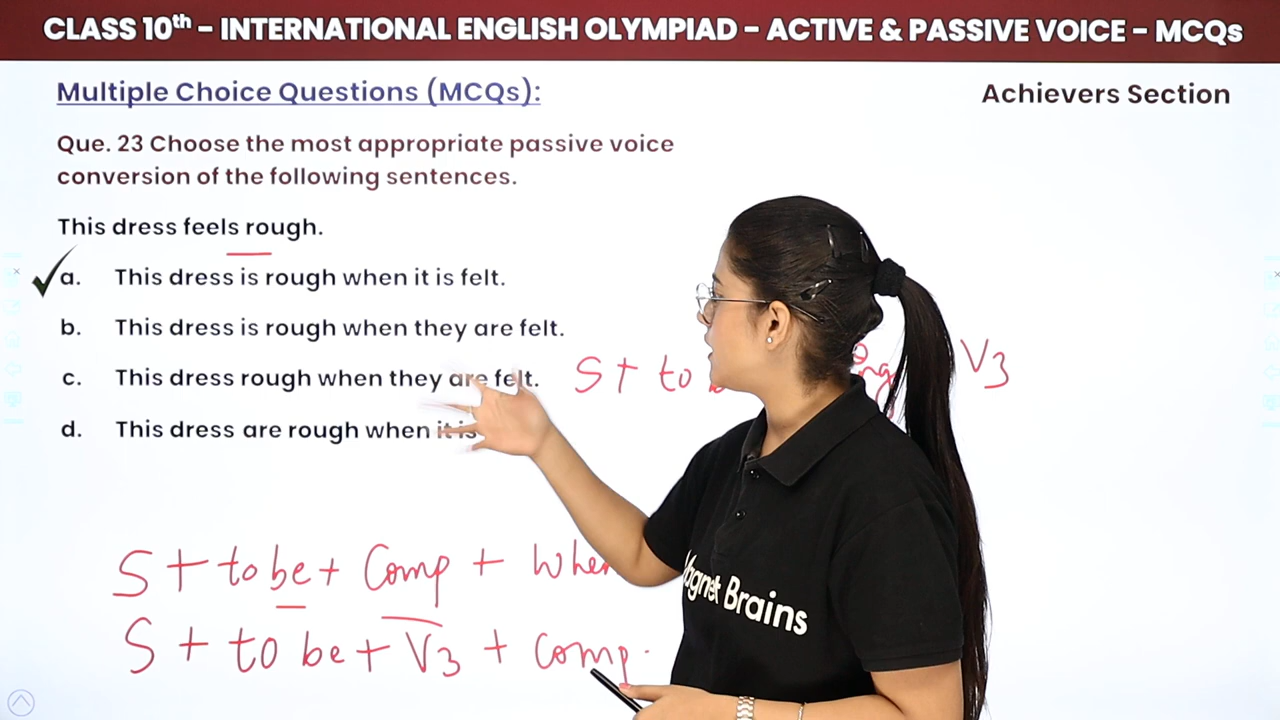 CLASS 10th – INTERNATIONAL ENGLISH OLYMPIAD – ACTIVE & PASSIVE VOICE – MCQs
Multiple Choice Questions (MCQs):
Achievers Section
Que. 23 Choose the most appropriate passive voice
conversion of the following sentences.
This dress feels rough.
a. This dress is rough when it is felt.
b. This dress is rough when they are felt.
c. This dress rough when they are felt.
d. This dress are rough when it is
S + to V3
S + to be + Comp + When
S + to be + V3 + comp.
Magnet Brains